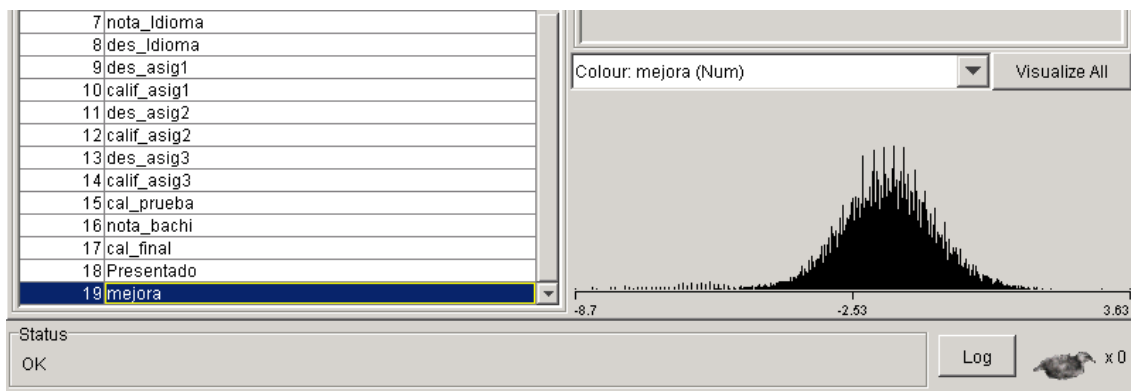 7 nota_Idioma
8 des_Idioma
9 des_asig1
10 calif_asig1
11 des_asig2
12 calif_asig2
13 des_asig3
14 calif_asig3
15 cal_prueba
16 nota_bachi
17 cal_final
18 Presentado
19 mejora
Colour: mejora (Num)
Visualize All
-8.7 -2.53 3.63
Status
OK
Log
x 0